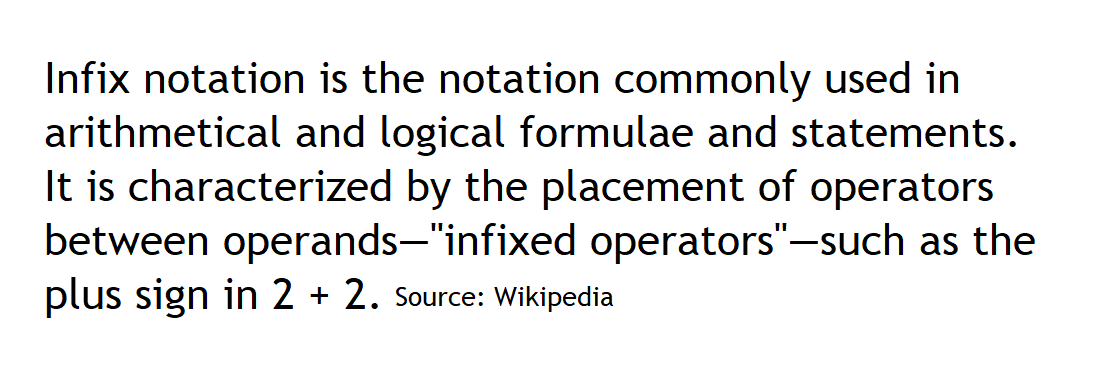 Infix notation is the notation commonly used in
arithmetical and logical formulae and statements.
It is characterized by the placement of operators
between operands—"infixed operators"—such as the
plus sign in 2 + 2. Source: Wikipedia